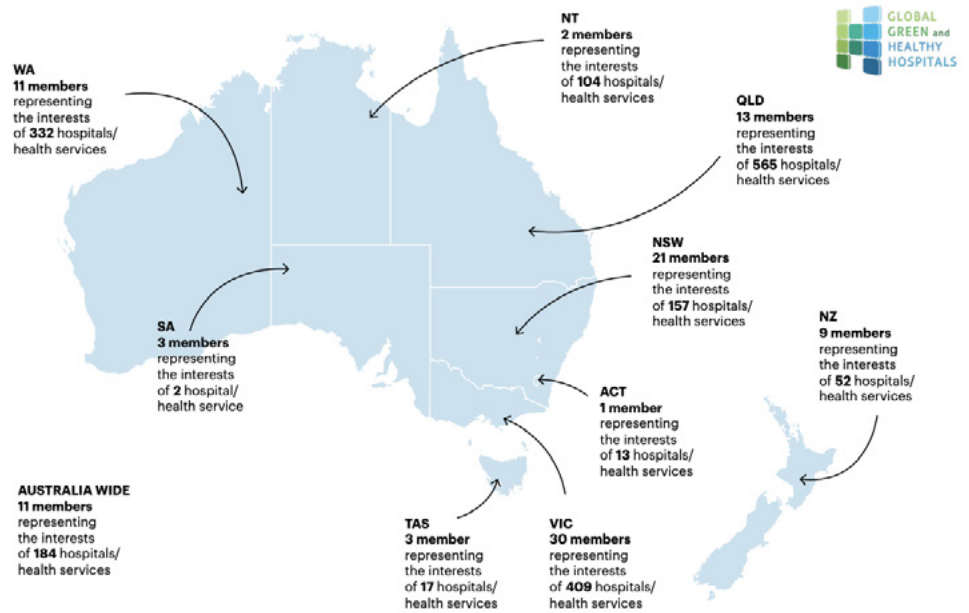 GLOBAL
GREEN and
HEALTHY
HOSPITALS
NT
2 members
representing
the interests
of 104 hospitals/
health services
WA
11 members
representing
the interests
of 332 hospitals/
health services
QLD
13 members
representing
the interests
of 565 hospitals/
health services
NSW
21 members
representing
the interests
of 157 hospitals/
health services
SA
3 members
representing
the interests
of 2 hospital/
health service
NZ
9 members
representing
the interests
of 52 hospitals/
health services
ACT
1 member
representing
the interests
of 13 hospitals/
health services
AUSTRALIA WIDE
11 members
representing
the interests
of 184 hospitals/
health services
TAS
3 member
representing
the interests
of 17 hospitals/
health services
VIC
30 members
representing
the interests
of 409 hospitals/
health services